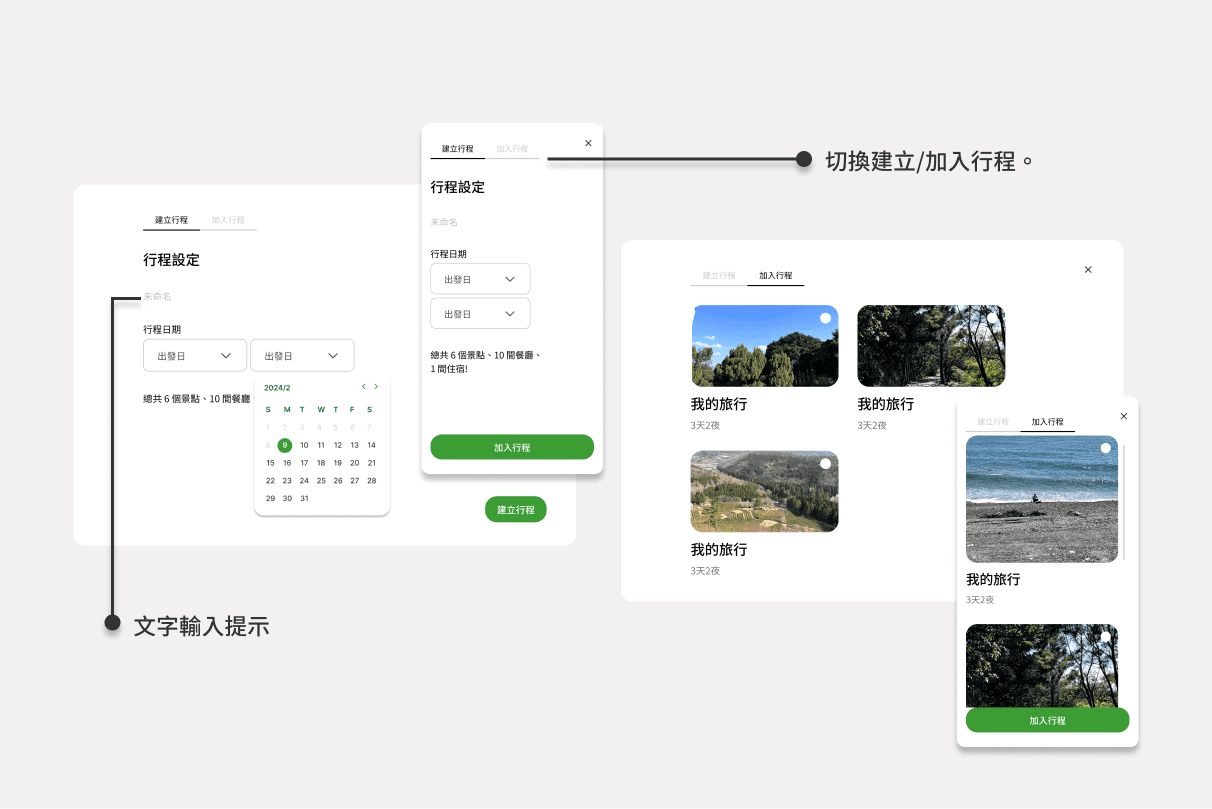 建立行程 加入行程
行程設定
未命名
行程日期
出發日 出發日
總共 6 個景點、10 間餐廳
2024/2
S M T W T F S
1 2 3 4 5 6 7
8 9 10 11 12 13 14
15 16 17 18 19 20 21
22 23 24 25 26 27 28
29 30 31
建立行程
文字輸入提示
建立行程 加入行程
行程設定
未命名
行程日期
出發日
出發日
總共 6 個景點、10 間餐廳、
1 間住宿!
加入行程
切換建立/加入行程。
建立行程 加入行程
我的旅行
3天2夜
我的旅行
3天2夜
我的旅行
3天2夜
建立行程 加入行程
我的旅行
3天2夜
加入行程